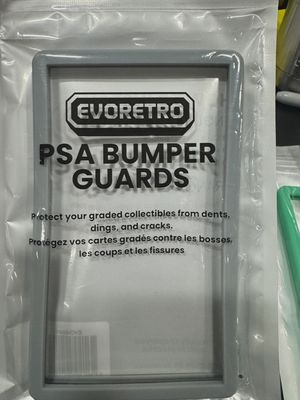 EVORETRO
PSA BUMPER
GUARDS
Protect your graded collectibles from dents,
dings, and cracks.
Protégez vos cartes gradés contre les bosses,
les coups et les fissures